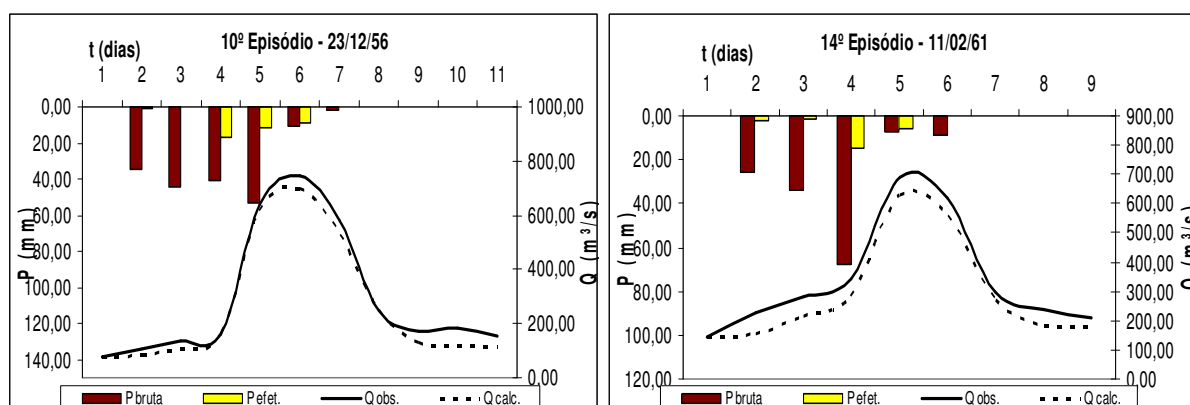 10º Episódio - 23/12/56
t (dias)
1 2 3 4 5 6 7 8 9 10 11
0,00
20,00
40,00
60,00
80,00
100,00
120,00
140,00
P (mm)
1000,00
800,00
600,00
400,00
200,00
0,00
Q (m³/s)
P bruta P efet. Q obs. Q calc.
14º Episódio - 11/02/61
t (dias)
1 2 3 4 5 6 7 8 9
0,00
20,00
40,00
60,00
80,00
100,00
120,00
P (mm)
900,00
800,00
700,00
600,00
500,00
400,00
300,00
200,00
100,00
0,00
Q (m³/s)
P bruta P efet. Q obs. Q calc.